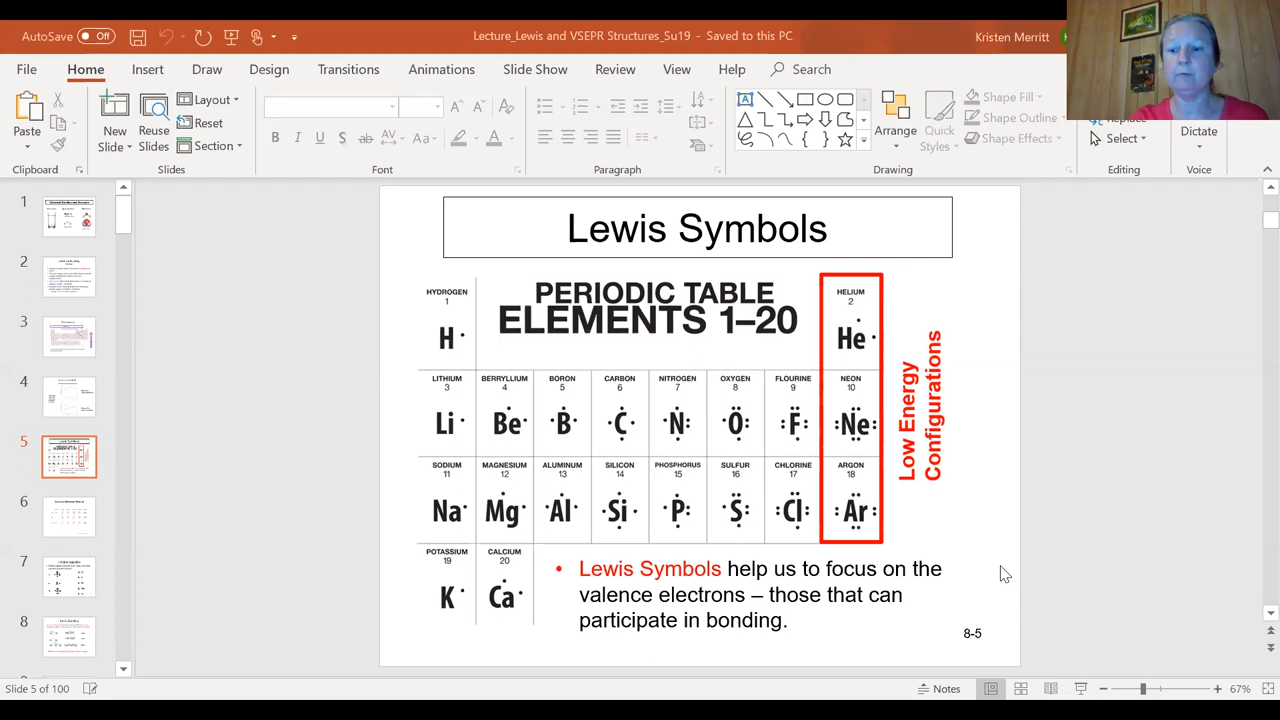 AutoSave Off
Lecture_Lewis and VSEPR Structures_Su19 - Saved to this PC
Kristen Merritt
File Home Insert Draw Design Transitions Animations Slide Show Review View Help Search
Paste
New Slide
Reuse Slides
Layout
Reset
Section
Arrange
Quick Styles
Shape Fill
Shape Outline
Shape Effects
Replace
Select
Dictate
Clipboard Slides Font Paragraph Drawing Editing Voice
1
2
3
4
5
6
7
8
Lewis Symbols
PERIODIC TABLE
ELEMENTS 1–20
HYDROGEN
1
H
HELIUM
2
He
LITHIUM BERRYLLIUM BORON CARBON NITROGEN OXYGEN FLOURINE NEON
3 4 5 6 7 8 9 10
Li Be B C N O F Ne
SODIUM MAGNESIUM ALUMINUM SILICON PHOSPHORUS SULFUR CHLORINE ARGON
11 12 13 14 15 16 17 18
Na Mg Al Si P S Cl Ar
POTASSIUM CALCIUM
19 20
K Ca
Low Energy
Configurations
• Lewis Symbols help us to focus on the
valence electrons – those that can
participate in bonding.
8-5
Slide 5 of 100
Notes
67%